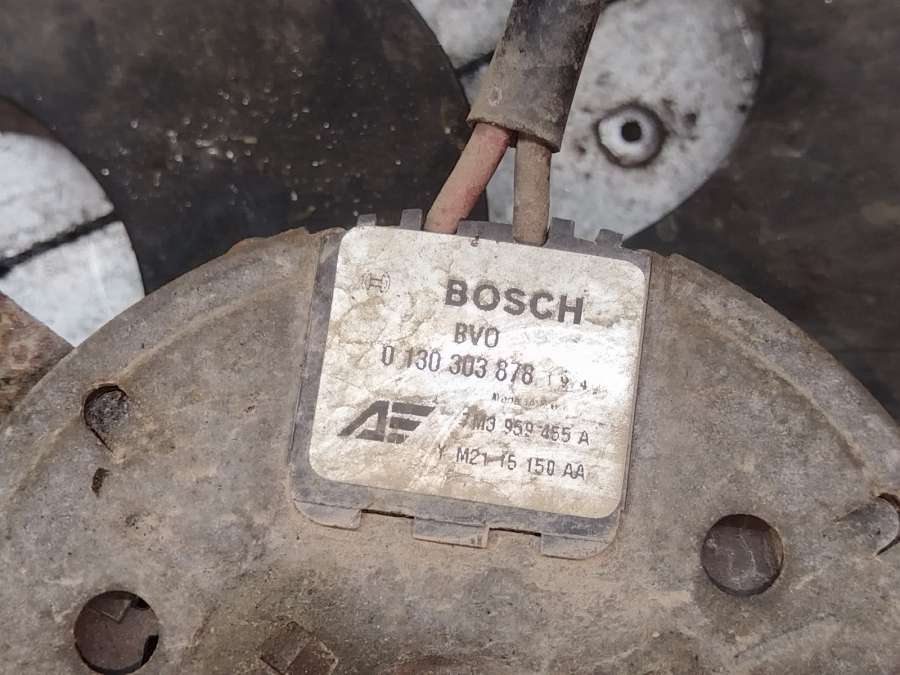 BOSCH
BVO
0 130 303 878
7M3 959 455 A
Y M21 15 150 AA